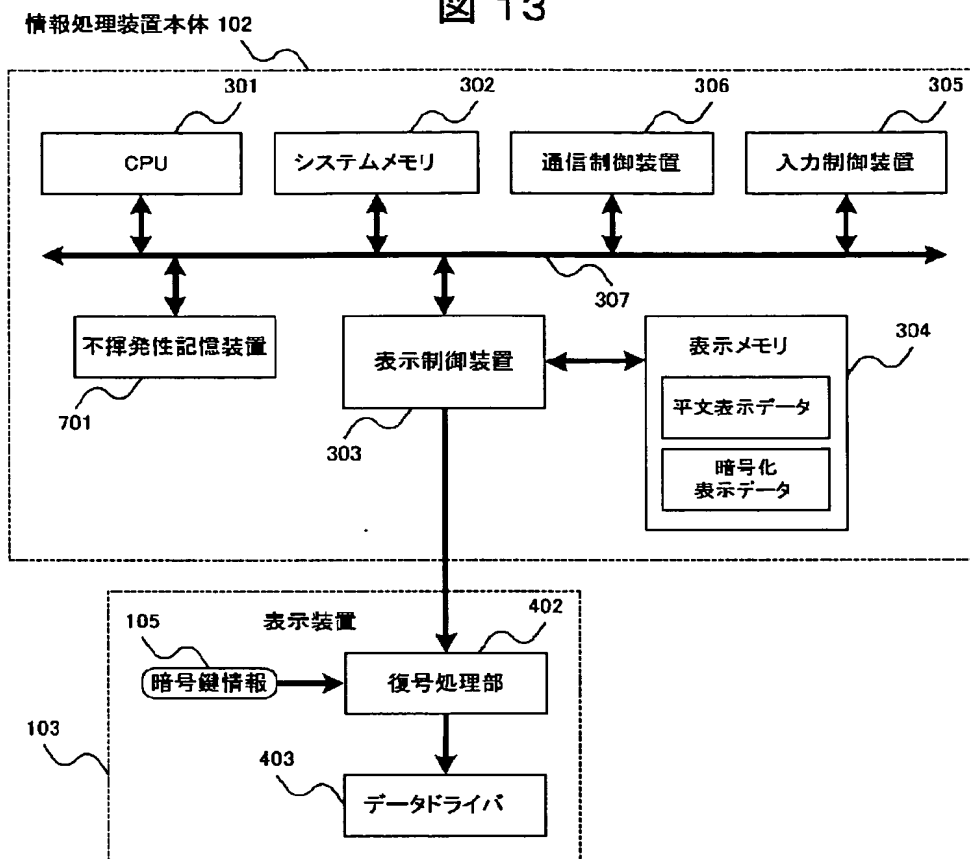 図 13
情報処理装置本体 102
301
302
306
305
CPU
システムメモリ
通信制御装置
入力制御装置
307
不揮発性記憶装置
表示制御装置
表示メモリ
304
平文表示データ
暗号化
表示データ
701
303
表示装置
105
402
暗号鍵情報
復号処理部
103
403
データドライバ